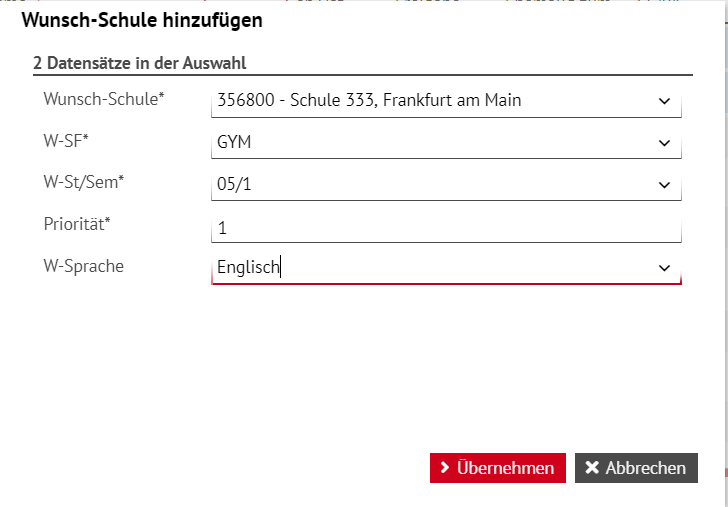 Wunsch-Schule hinzufügen
2 Datensätze in der Auswahl
Wunsch-Schule* 356800 - Schule 333, Frankfurt am Main
W-SF* GYM
W-St/Sem* 05/1
Priorität* 1
W-Sprache Englisch
Übernehmen Abbrechen